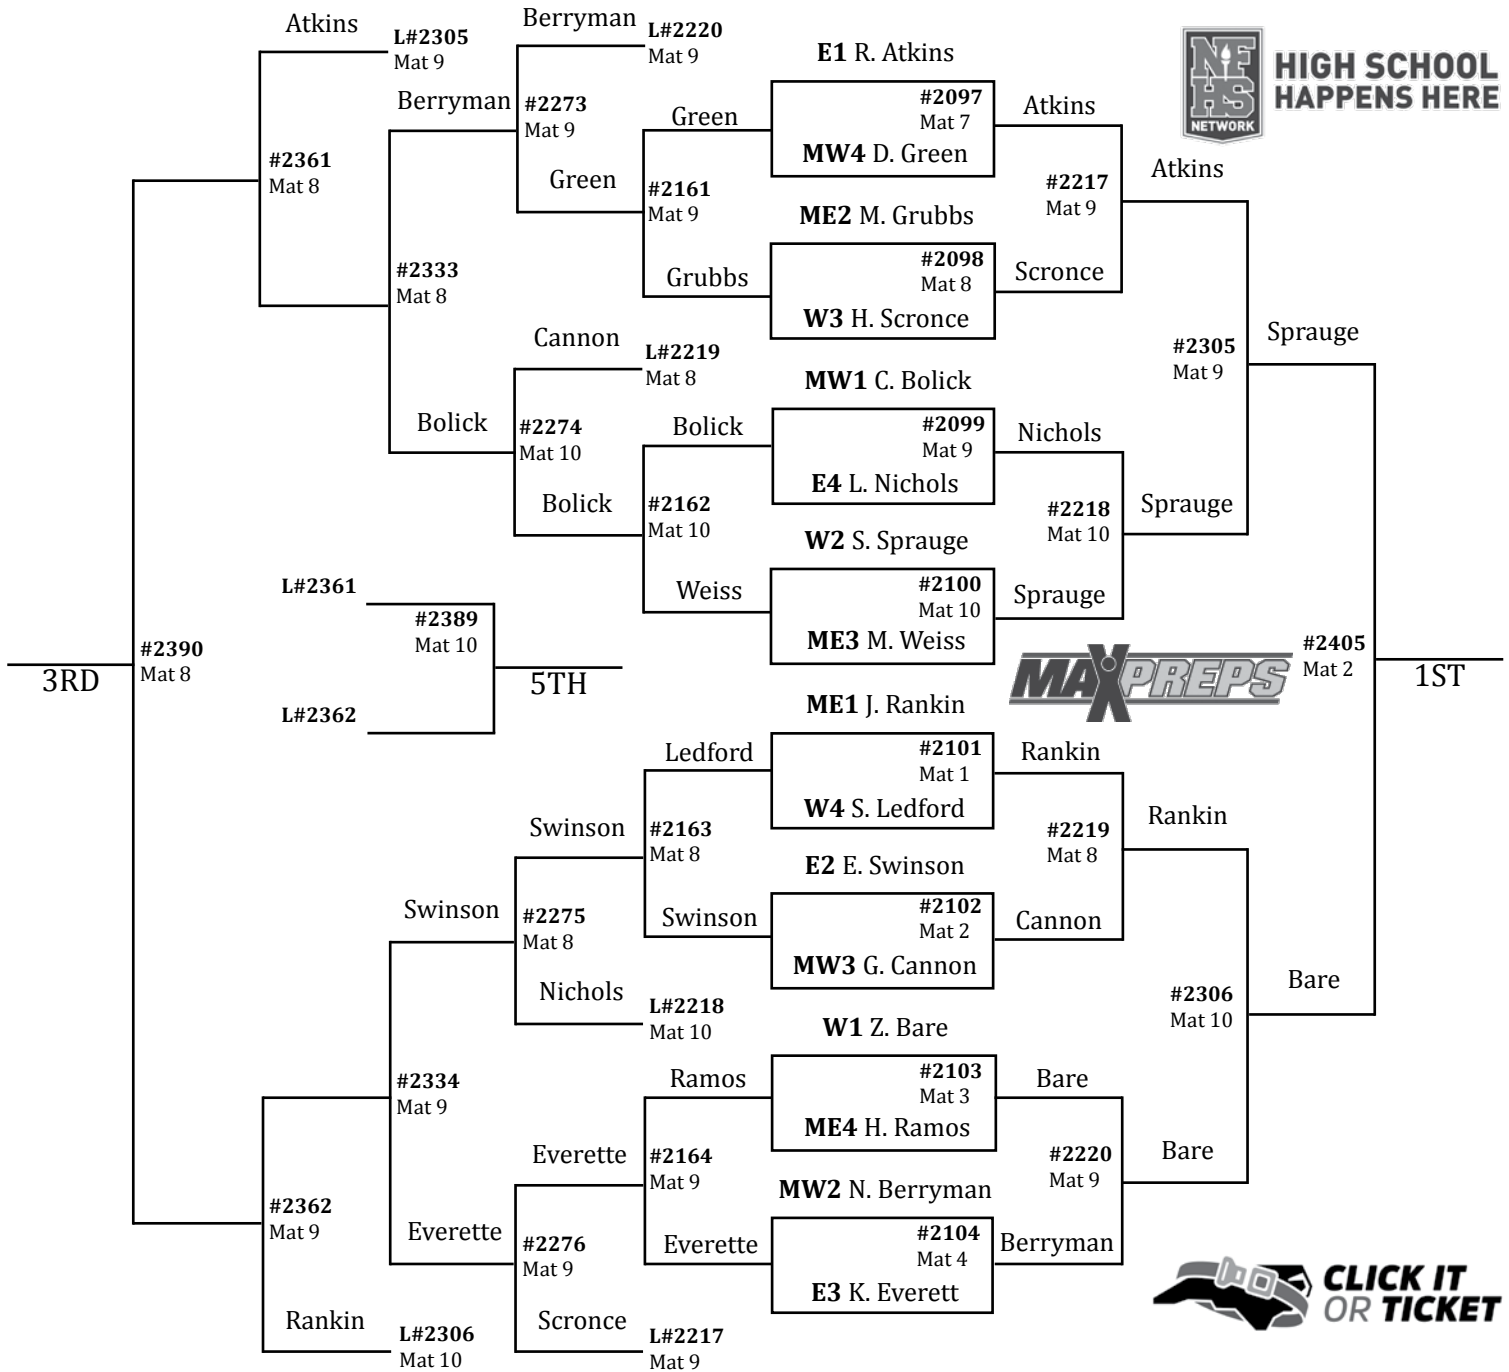 Atkins
L#2305
Mat 9
Berryman
L#2220
Mat 9
E1 R. Atkins
NFHS
NETWORK
HIGH SCHOOL
HAPPENS HERE
Berryman
#2273
Mat 9
Green
#2097
Mat 7
Atkins
MW4 D. Green
#2361
Mat 8
Green
#2161
Mat 9
#2217
Mat 9
Atkins
ME2 M. Grubbs
#2333
Mat 8
Grubbs
#2098
Mat 8
Scronce
W3 H. Scronce
Cannon
L#2219
Mat 8
#2305
Mat 9
Sprauge
MW1 C. Bolick
Bolick
#2274
Mat 10
Bolick
#2099
Mat 9
Nichols
E4 L. Nichols
Bolick
#2162
Mat 10
#2218
Mat 10
Sprauge
W2 S. Sprauge
L#2361
Weiss
#2100
Mat 10
Sprauge
#2389
Mat 10
ME3 M. Weiss
#2390
Mat 8
3RD
5TH
MAXPREPS
#2405
Mat 2
1ST
L#2362
ME1 J. Rankin
Ledford
#2101
Mat 1
Rankin
W4 S. Ledford
Swinson
#2163
Mat 8
#2219
Mat 8
Rankin
E2 E. Swinson
Swinson
#2275
Mat 8
Swinson
#2102
Mat 2
Cannon
MW3 G. Cannon
Nichols
L#2218
Mat 10
#2306
Mat 10
Bare
W1 Z. Bare
#2334
Mat 9
Ramos
#2103
Mat 3
Bare
ME4 H. Ramos
Everette
#2164
Mat 9
#2220
Mat 9
Bare
MW2 N. Berryman
#2362
Mat 9
Everette
#2276
Mat 9
Everette
#2104
Mat 4
Berryman
E3 K. Everett
Rankin
L#2306
Mat 10
Scronce
L#2217
Mat 9
CLICK IT
OR TICKET